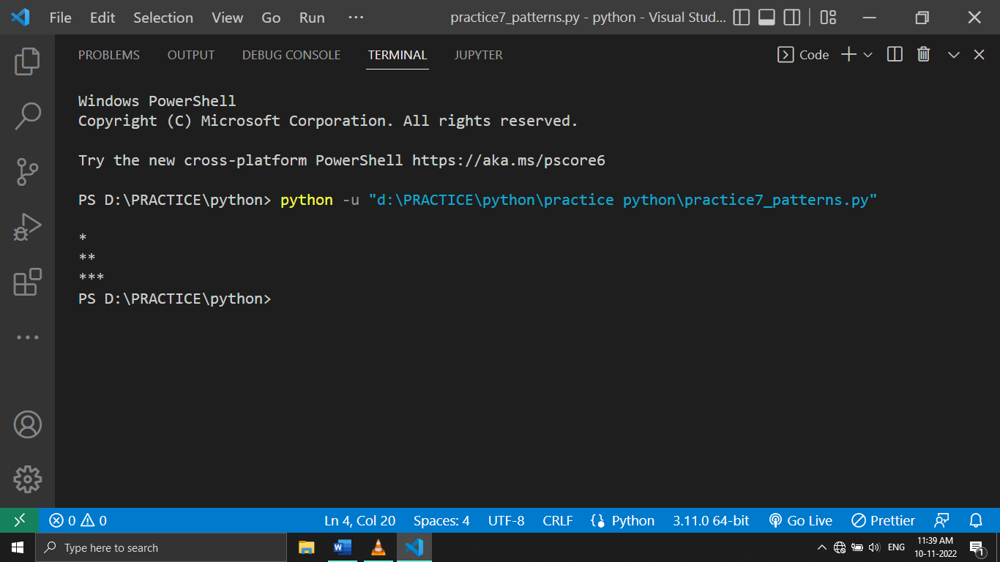 File Edit Selection View Go Run ··· practice7_patterns.py - python - Visual Stud...
PROBLEMS OUTPUT DEBUG CONSOLE TERMINAL JUPYTER Code
Windows PowerShell
Copyright (C) Microsoft Corporation. All rights reserved.
Try the new cross-platform PowerShell https://aka.ms/pscore6
PS D:\PRACTICE\python> python -u "d:\PRACTICE\python\practice python\practice7_patterns.py"
*
**
***
PS D:\PRACTICE\python>
0 0 Ln 4, Col 20 Spaces: 4 UTF-8 CRLF Python 3.11.0 64-bit Go Live Prettier
Type here to search ENG 11:39 AM
10-11-2022 1